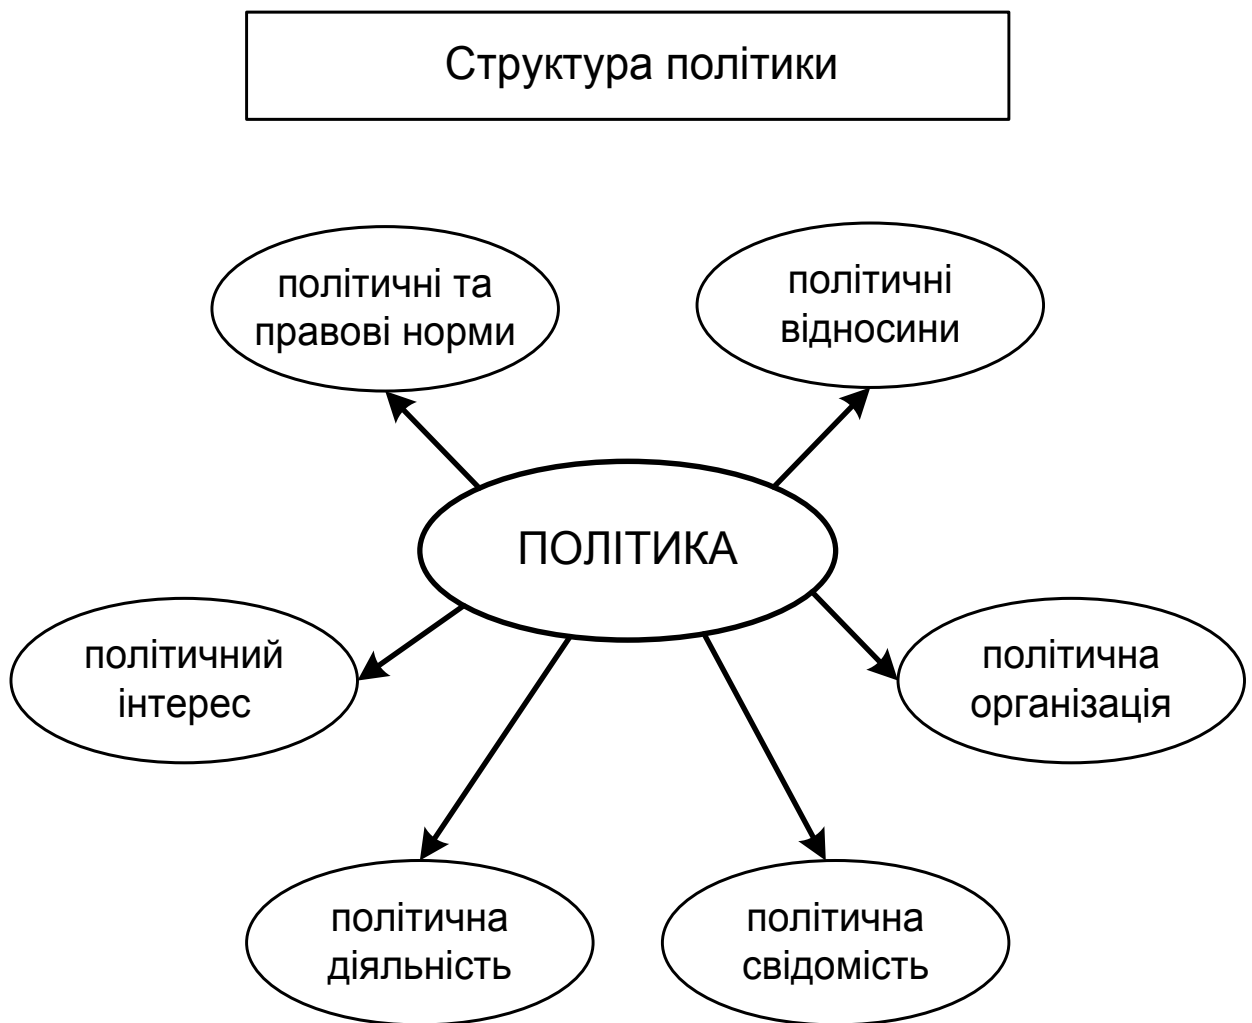 Структура політики
політичні та
правові норми
політичні
відносини
ПОЛІТИКА
політичний
інтерес
політична
організація
політична
діяльність
політична
свідомість